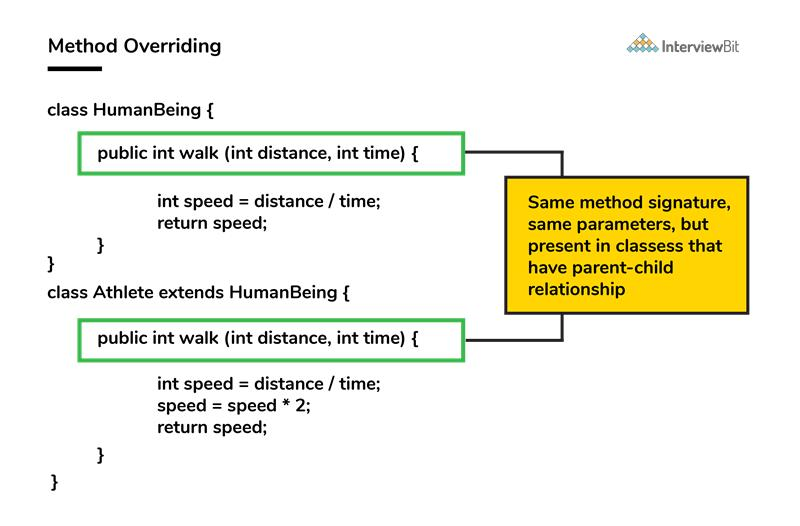 Method Overriding
InterviewBit
class HumanBeing {
public int walk (int distance, int time) {
int speed = distance / time;
return speed;
}
}
class Athlete extends HumanBeing {
public int walk (int distance, int time) {
int speed = distance / time;
speed = speed * 2;
return speed;
}
}
Same method signature,
same parameters, but
present in classess that
have parent-child
relationship